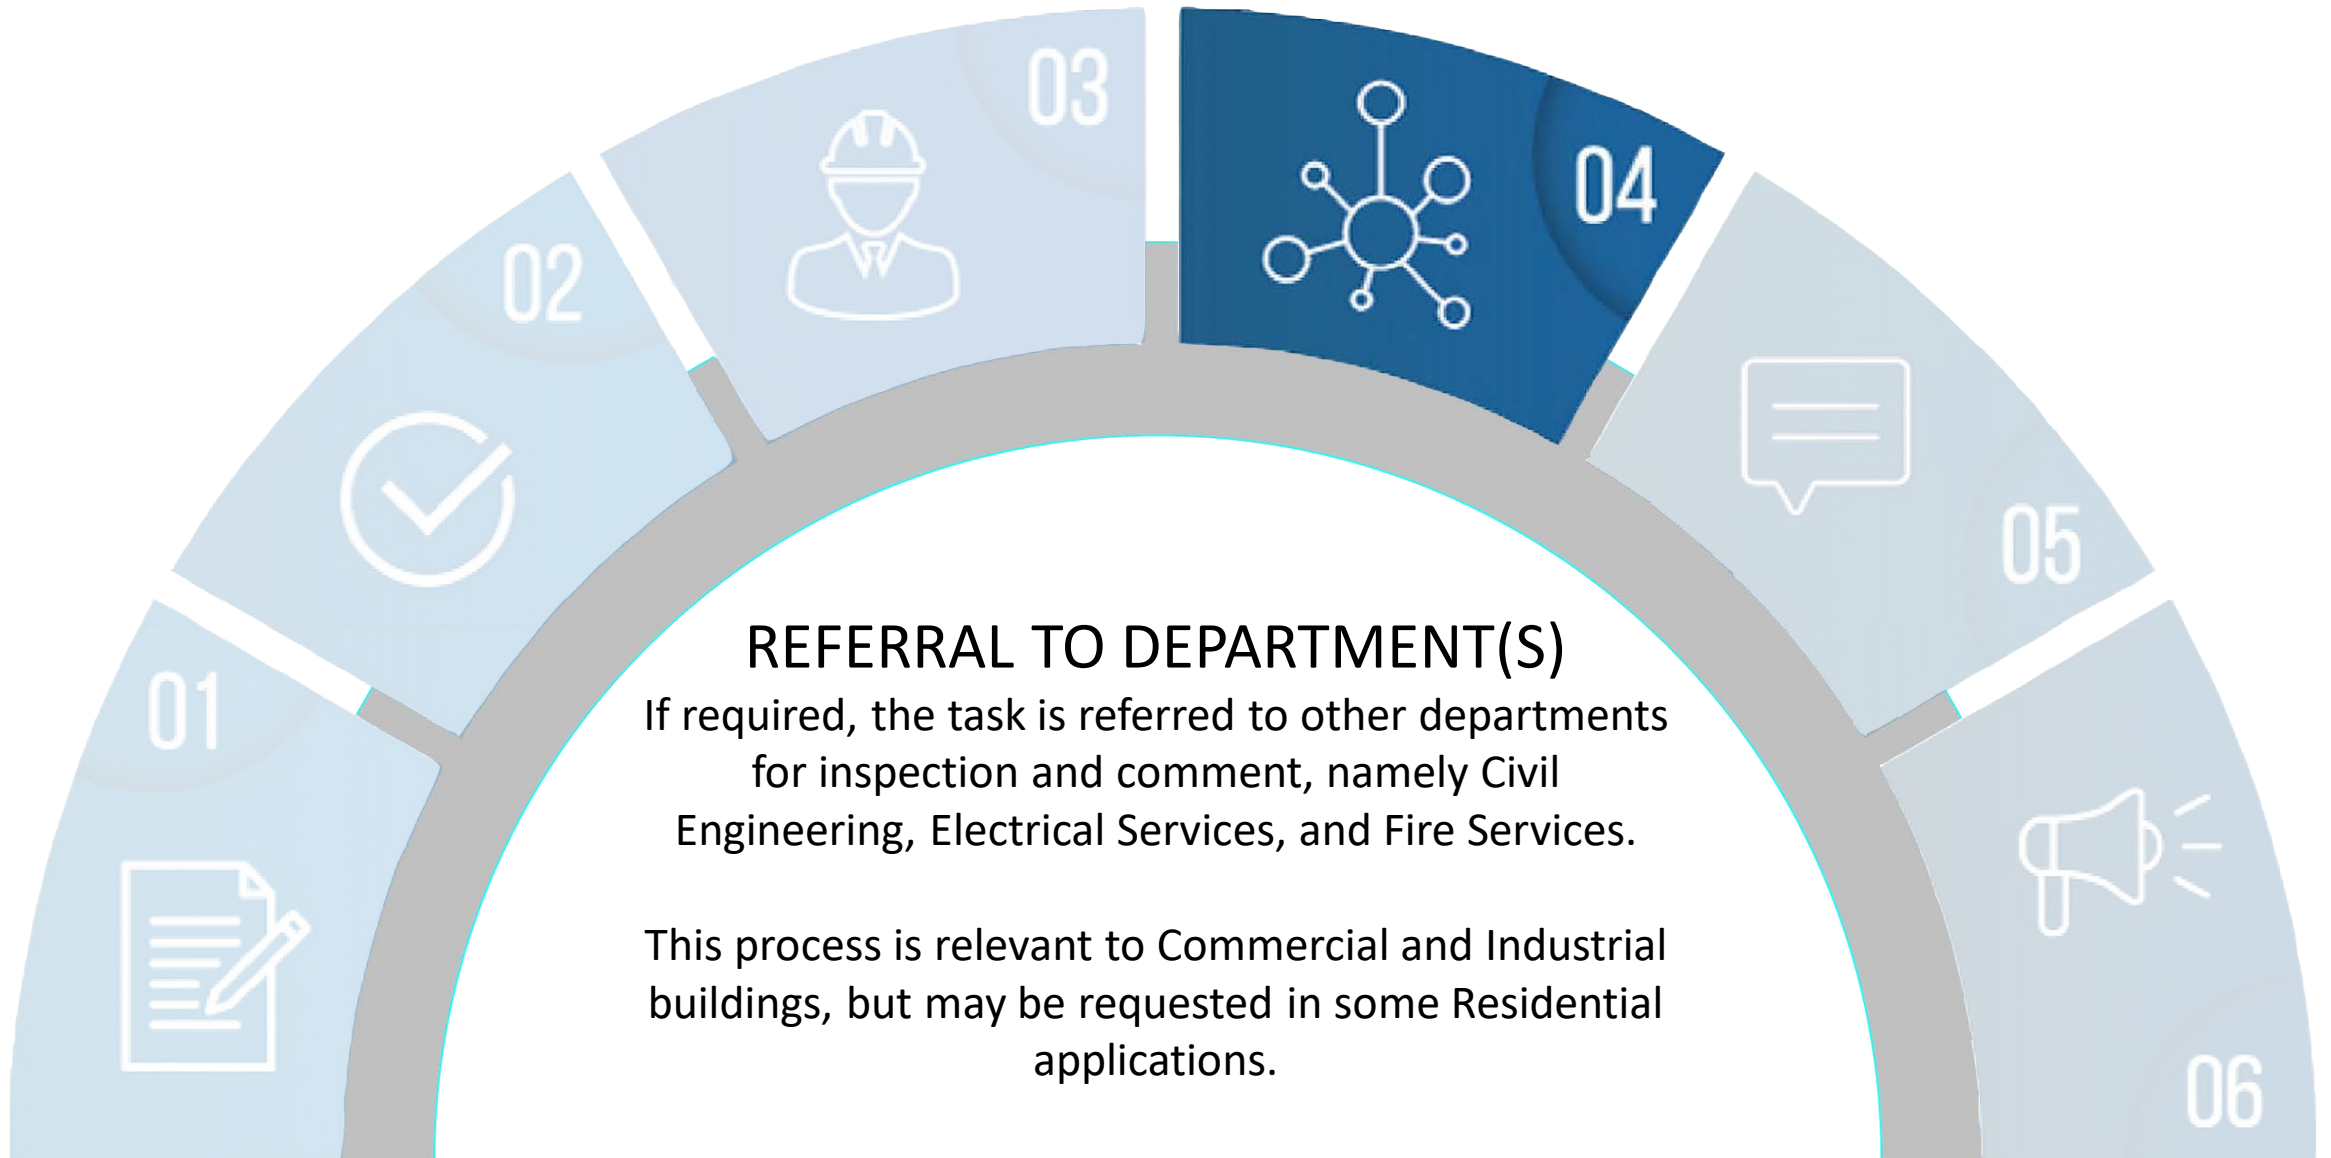 01
02
03
04
05
06
REFERRAL TO DEPARTMENT(S)
If required, the task is referred to other departments
for inspection and comment, namely Civil
Engineering, Electrical Services, and Fire Services.
This process is relevant to Commercial and Industrial
buildings, but may be requested in some Residential
applications.